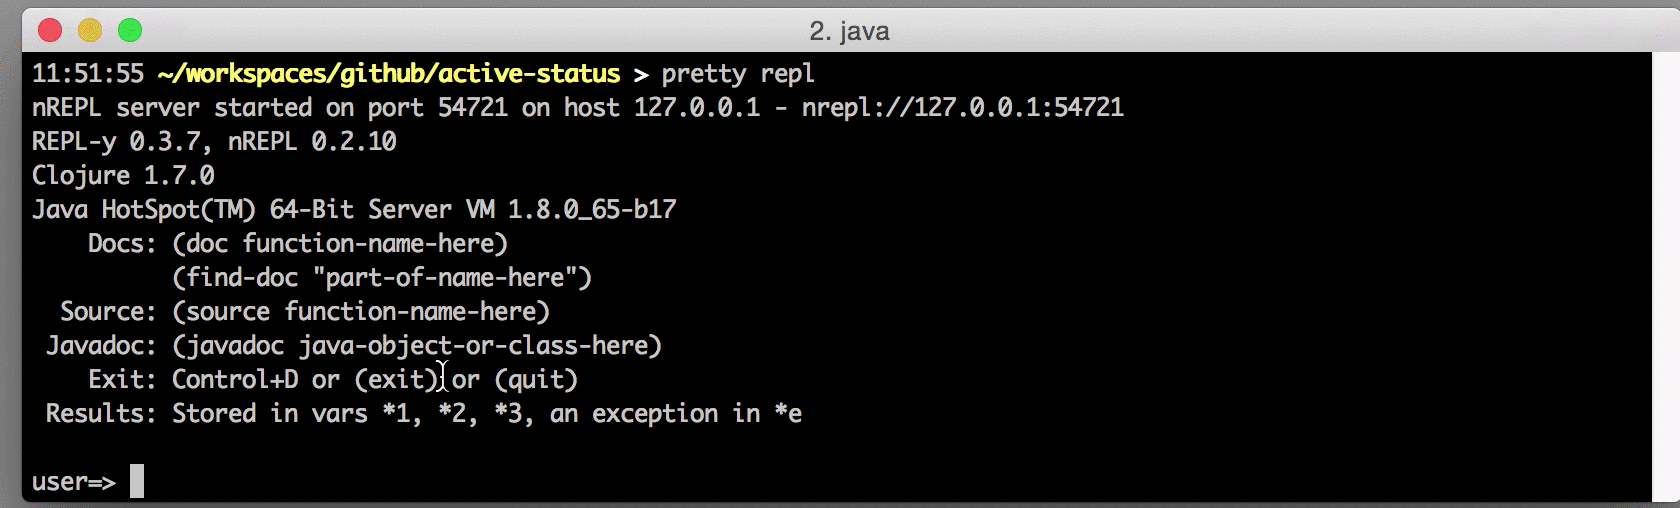 2. java
11:51:55 ~/workspaces/github/active-status > pretty repl
nREPL server started on port 54721 on host 127.0.0.1 - nrepl://127.0.0.1:54721
REPL-y 0.3.7, nREPL 0.2.10
Clojure 1.7.0
Java HotSpot(TM) 64-Bit Server VM 1.8.0_65-b17
    Docs: (doc function-name-here)
          (find-doc "part-of-name-here")
  Source: (source function-name-here)
 Javadoc: (javadoc java-object-or-class-here)
    Exit: Control+D or (exit) or (quit)
 Results: Stored in vars *1, *2, *3, an exception in *e
user=>